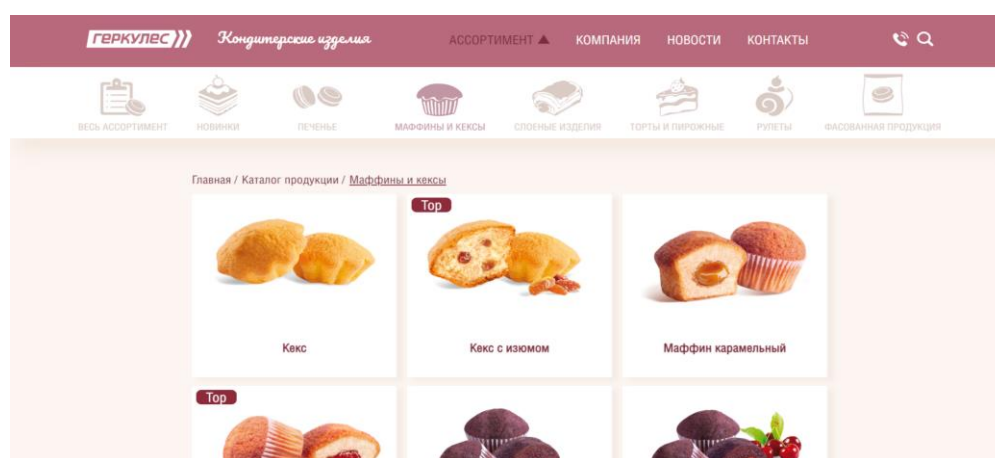 ГЕРКУЛЕС Кондитерские изделия АССОРТИМЕНТ КОМПАНИЯ НОВОСТИ КОНТАКТЫ
ВЕСЬ АССОРТИМЕНТ НОВИНКИ ПЕЧЕНЬЕ МАФФИНЫ И КЕКСЫ СЛОЕНЫЕ ИЗДЕЛИЯ ТОРТЫ И ПИРОЖНЫЕ РУЛЕТЫ ФАСОВАННАЯ ПРОДУКЦИЯ
Главная / Каталог продукции / Маффины и кексы
Top
Кекс Кекс с изюмом Маффин карамельный
Top